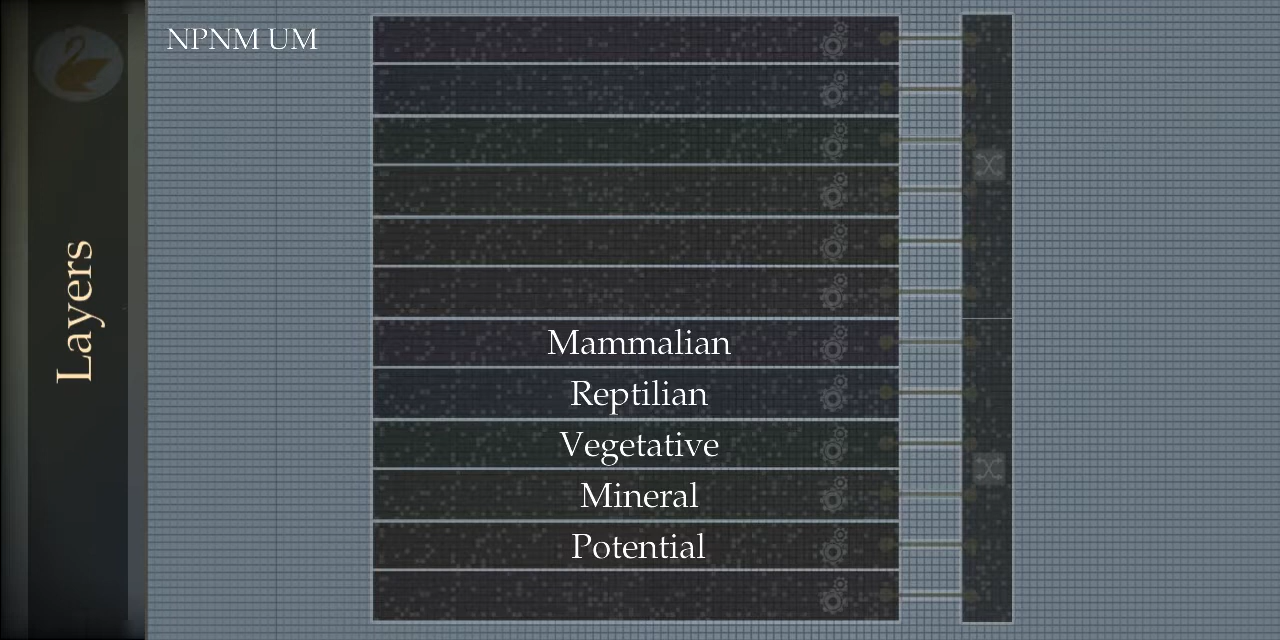 NPNM UM
Layers
Mammalian
Reptilian
Vegetative
Mineral
Potential